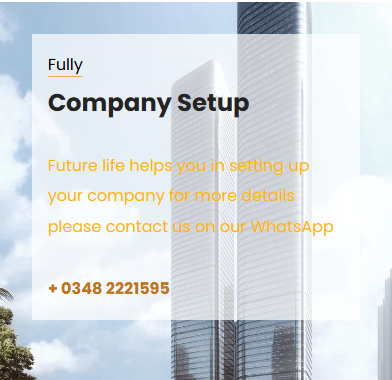 Fully
Company Setup
Future life helps you in setting up
your company for more details
please contact us on our WhatsApp
+ 0348 2221595